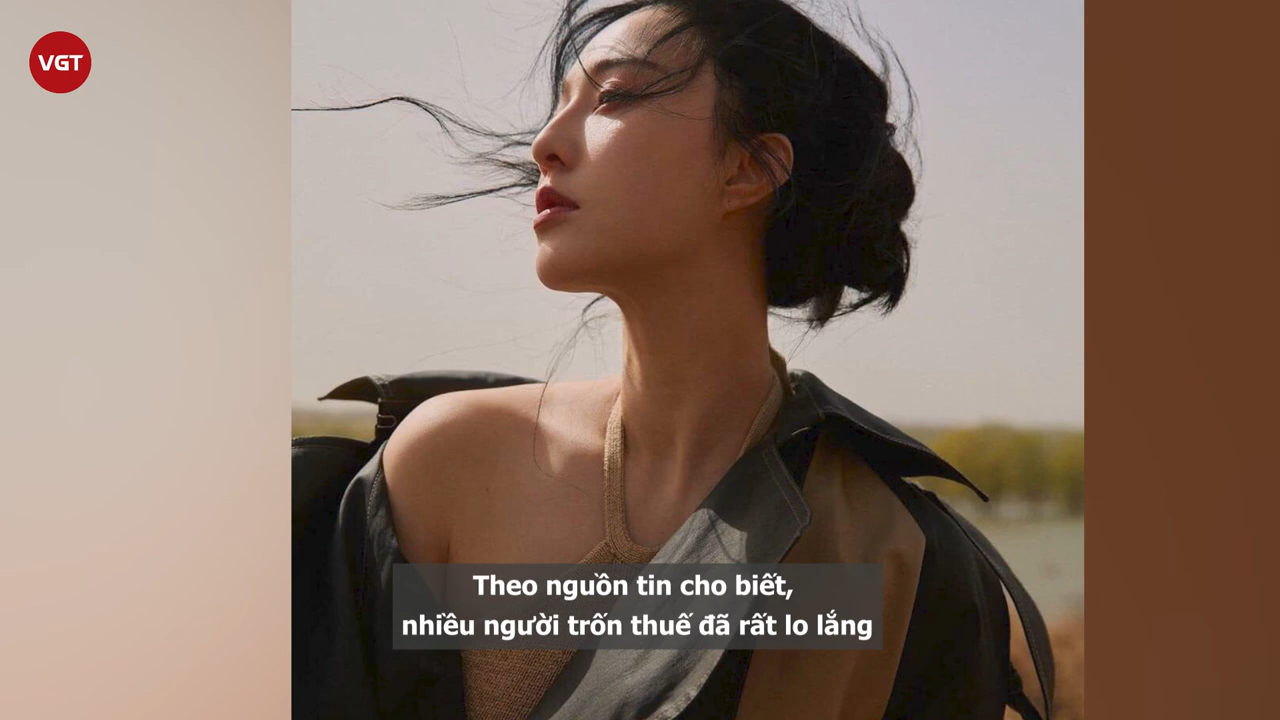 VGT
Theo nguồn tin cho biết,
nhiều người trốn thuế đã rất lo lắng